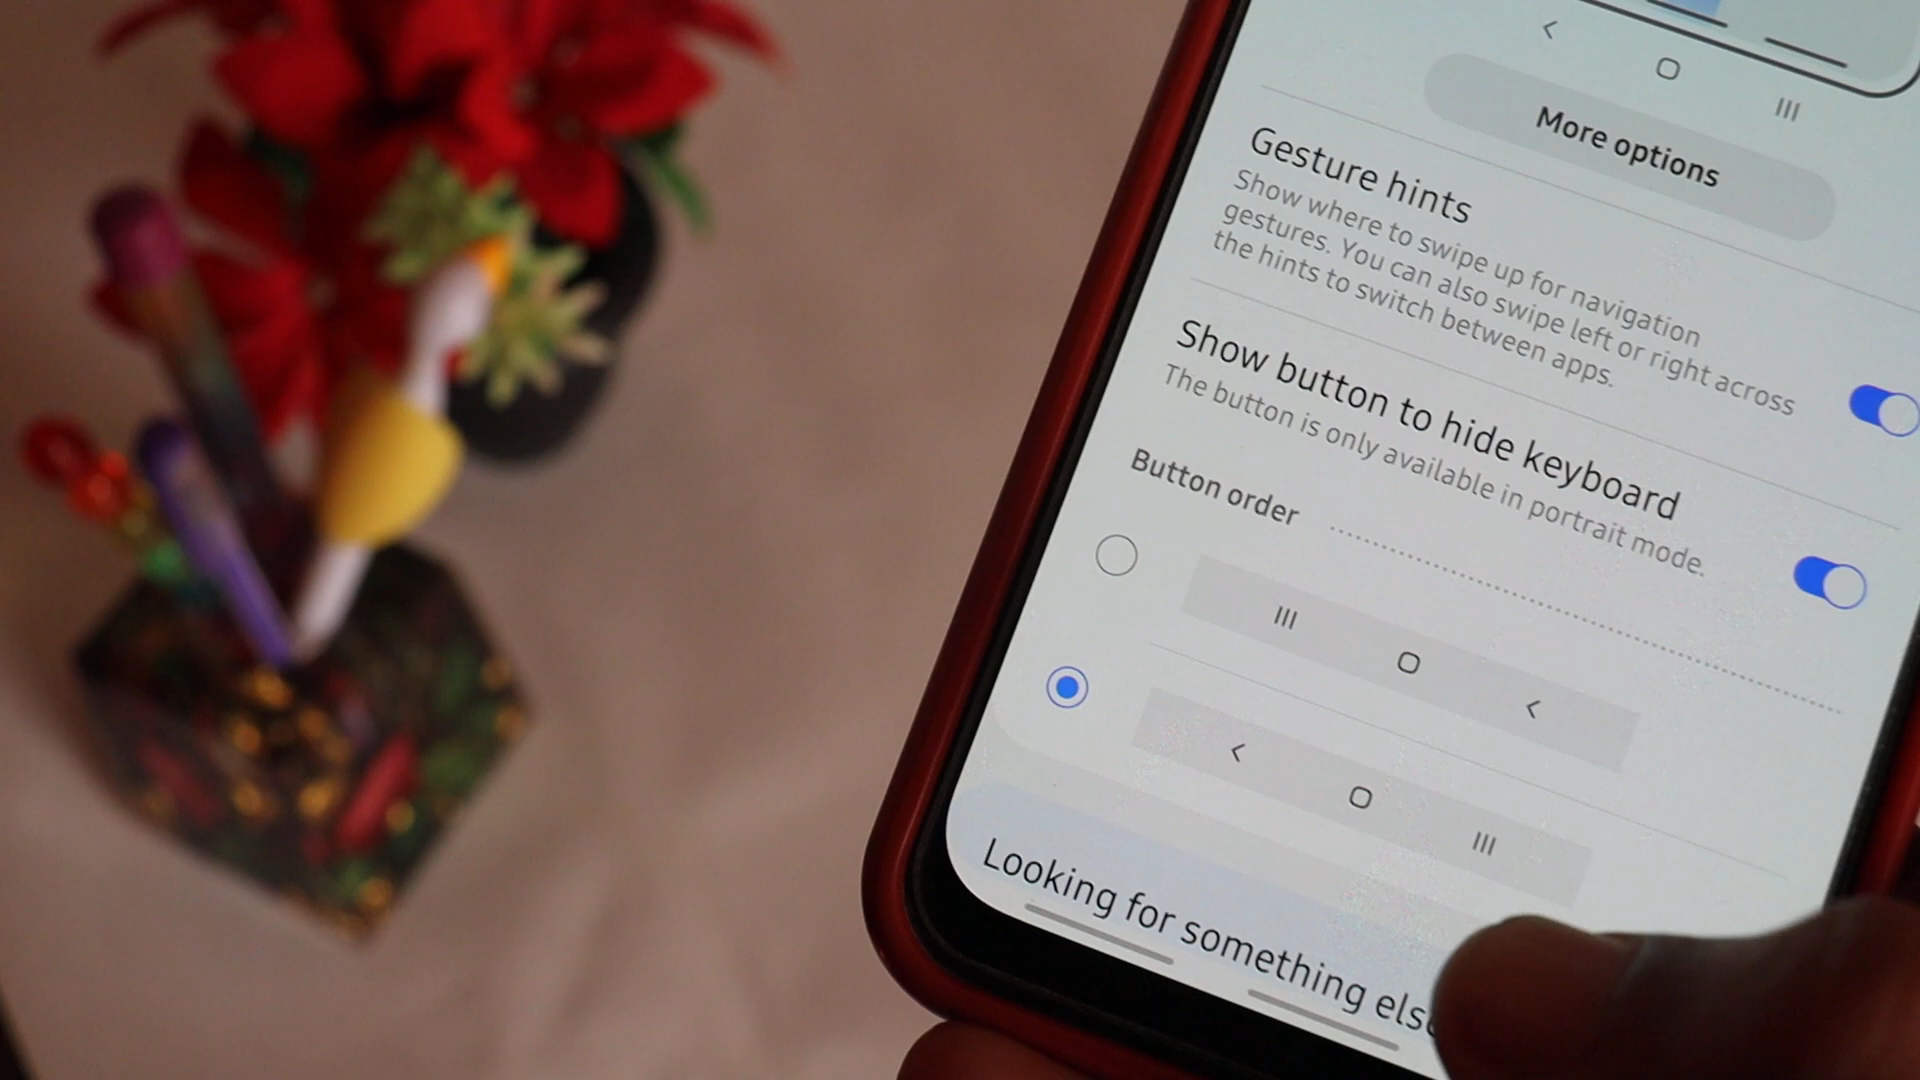 More options
Gesture hints
Show where to swipe up for navigation
gestures. You can also swipe left or right across
the hints to switch between apps.
Show button to hide keyboard
The button is only available in portrait mode.
Button order
Looking for something else